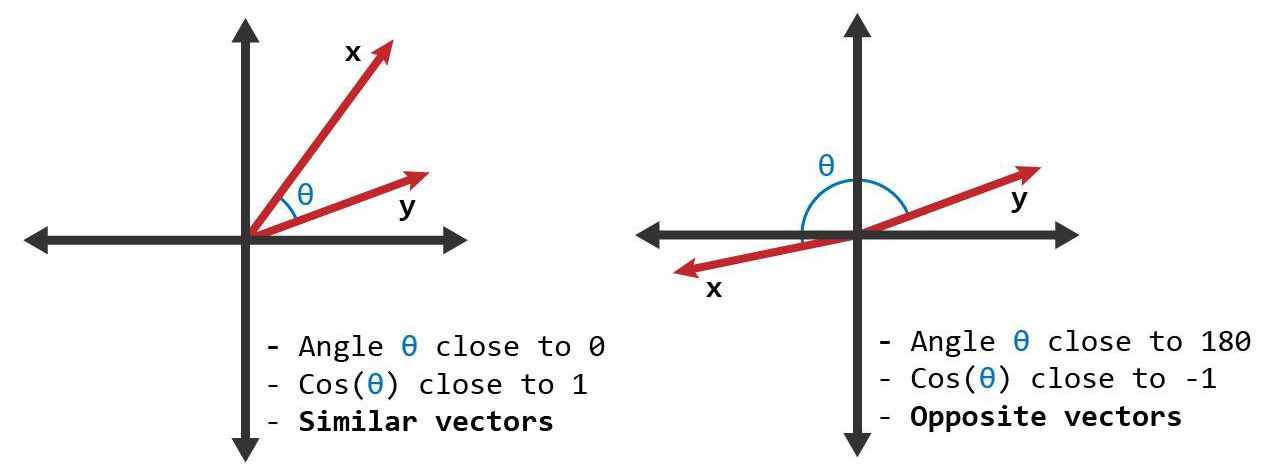 x
θ
y
- Angle θ close to 0
- Cos(θ) close to 1
- Similar vectors
θ
y
x
- Angle θ close to 180
- Cos(θ) close to -1
- Opposite vectors